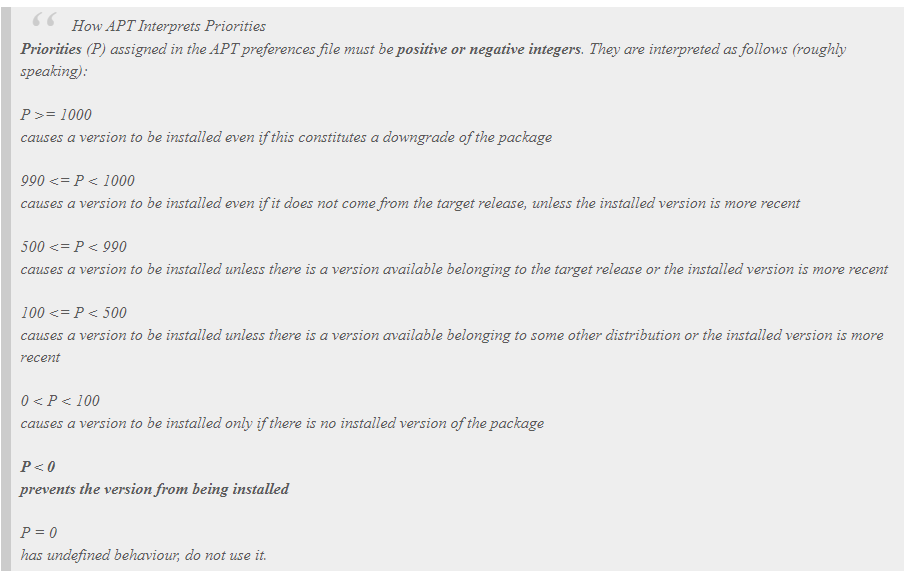 “ How APT Interprets Priorities
Priorities (P) assigned in the APT preferences file must be positive or negative integers. They are interpreted as follows (roughly
speaking):
P >= 1000
causes a version to be installed even if this constitutes a downgrade of the package
990 <= P < 1000
causes a version to be installed even if it does not come from the target release, unless the installed version is more recent
500 <= P < 990
causes a version to be installed unless there is a version available belonging to the target release or the installed version is more recent
100 <= P < 500
causes a version to be installed unless there is a version available belonging to some other distribution or the installed version is more
recent
0 < P < 100
causes a version to be installed only if there is no installed version of the package
P < 0
prevents the version from being installed
P = 0
has undefined behaviour, do not use it.